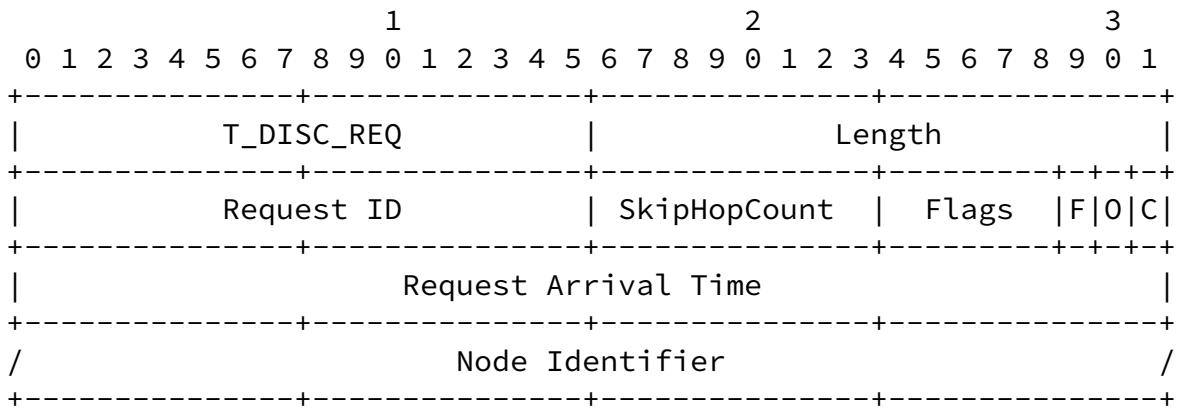 1                   2                   3
 0 1 2 3 4 5 6 7 8 9 0 1 2 3 4 5 6 7 8 9 0 1 2 3 4 5 6 7 8 9 0 1
+---------------+---------------+---------------+---------------+
|           T_DISC_REQ          |             Length            |
+---------------+---------------+---------------+---------+-+-+-+
|           Request ID          | SkipHopCount  |  Flags  |F|O|C|
+---------------+---------------+---------------+---------+-+-+-+
|                     Request Arrival Time                      |
+---------------+---------------+---------------+---------------+
/                        Node Identifier                        /
+---------------+---------------+---------------+---------------+